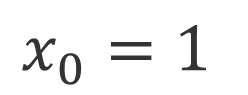 x₀ = 1